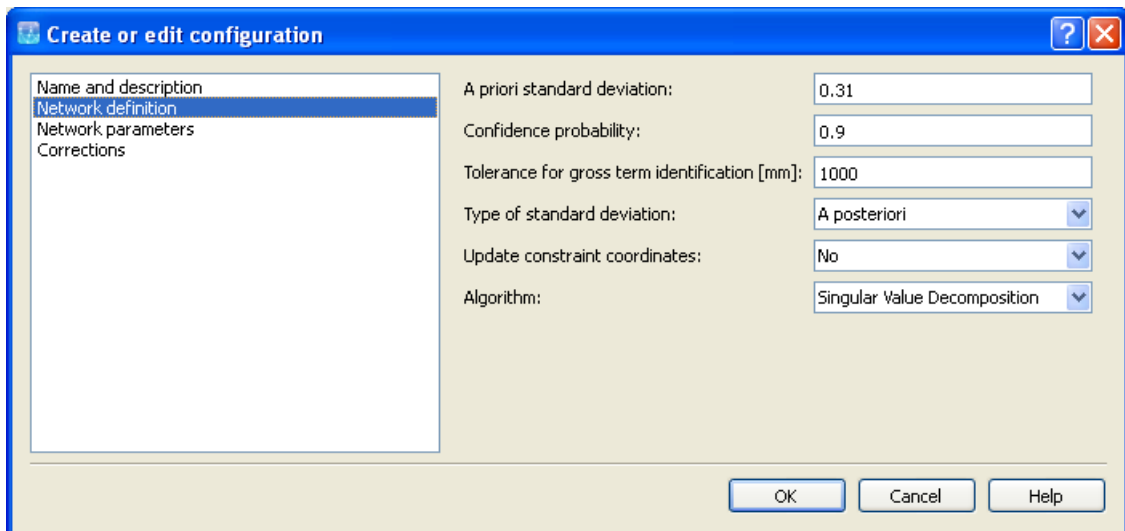 Create or edit configuration
Name and description
Network definition
Network parameters
Corrections
A priori standard deviation: 0.31
Confidence probability: 0.9
Tolerance for gross term identification [mm]: 1000
Type of standard deviation: A posteriori
Update constraint coordinates: No
Algorithm: Singular Value Decomposition
OK Cancel Help